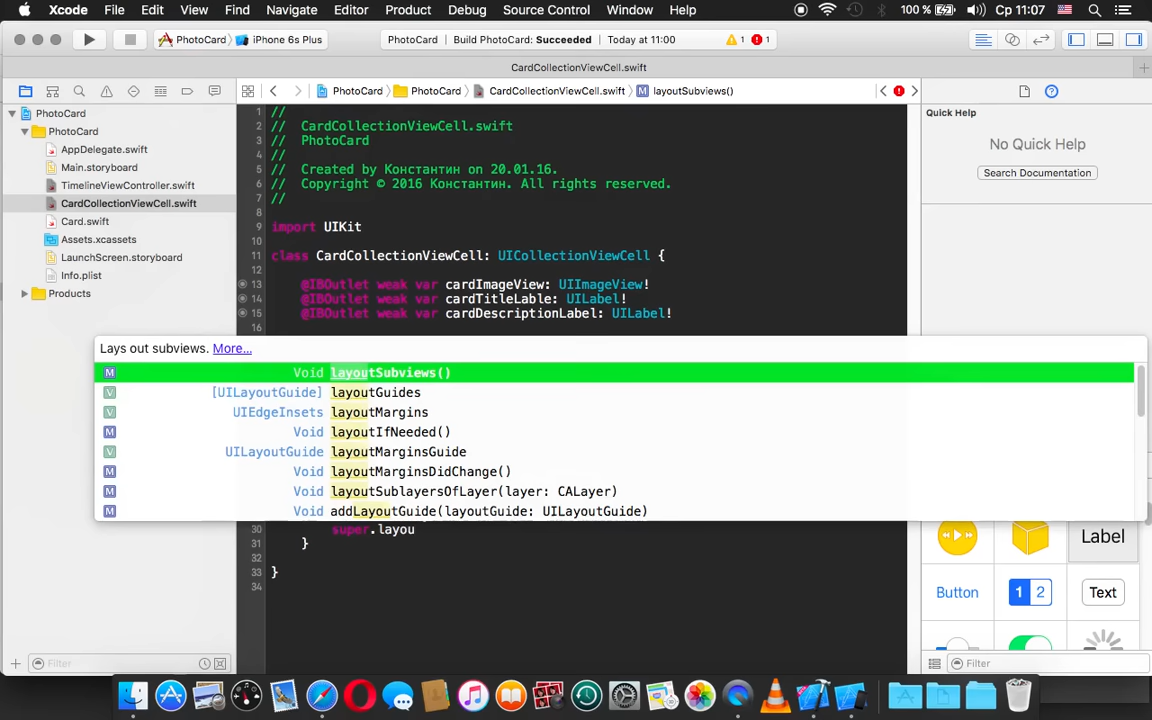 Xcode File Edit View Find Navigate Editor Product Debug Source Control Window Help 100 % Ср 11:07
PhotoCard iPhone 6s Plus PhotoCard Build PhotoCard: Succeeded Today at 11:00 1 1
CardCollectionViewCell.swift
PhotoCard PhotoCard CardCollectionViewCell.swift M layoutSubviews()
PhotoCard
PhotoCard
AppDelegate.swift
Main.storyboard
TimelineViewController.swift
CardCollectionViewCell.swift
Card.swift
Assets.xcassets
LaunchScreen.storyboard
Info.plist
Products
Filter
1 //
2 // CardCollectionViewCell.swift
3 // PhotoCard
4 //
5 // Created by Константин on 20.01.16.
6 // Copyright © 2016 Константин. All rights reserved.
7 //
8
9 import UIKit
10
11 class CardCollectionViewCell: UICollectionViewCell {
12
13 @IBOutlet weak var cardImageView: UIImageView!
14 @IBOutlet weak var cardTitleLable: UILabel!
15 @IBOutlet weak var cardDescriptionLabel: UILabel!
16
Lays out subviews. More...
M Void layoutSubviews()
V [UILayoutGuide] layoutGuides
V UIEdgeInsets layoutMargins
M Void layoutIfNeeded()
V UILayoutGuide layoutMarginsGuide
M Void layoutMarginsDidChange()
M Void layoutSublayersOfLayer(layer: CALayer)
M Void addLayoutGuide(layoutGuide: UILayoutGuide)
30 super.layou
31 }
32
33 }
34
Quick Help
No Quick Help
Search Documentation
Label
Button 1 2 Text
Filter